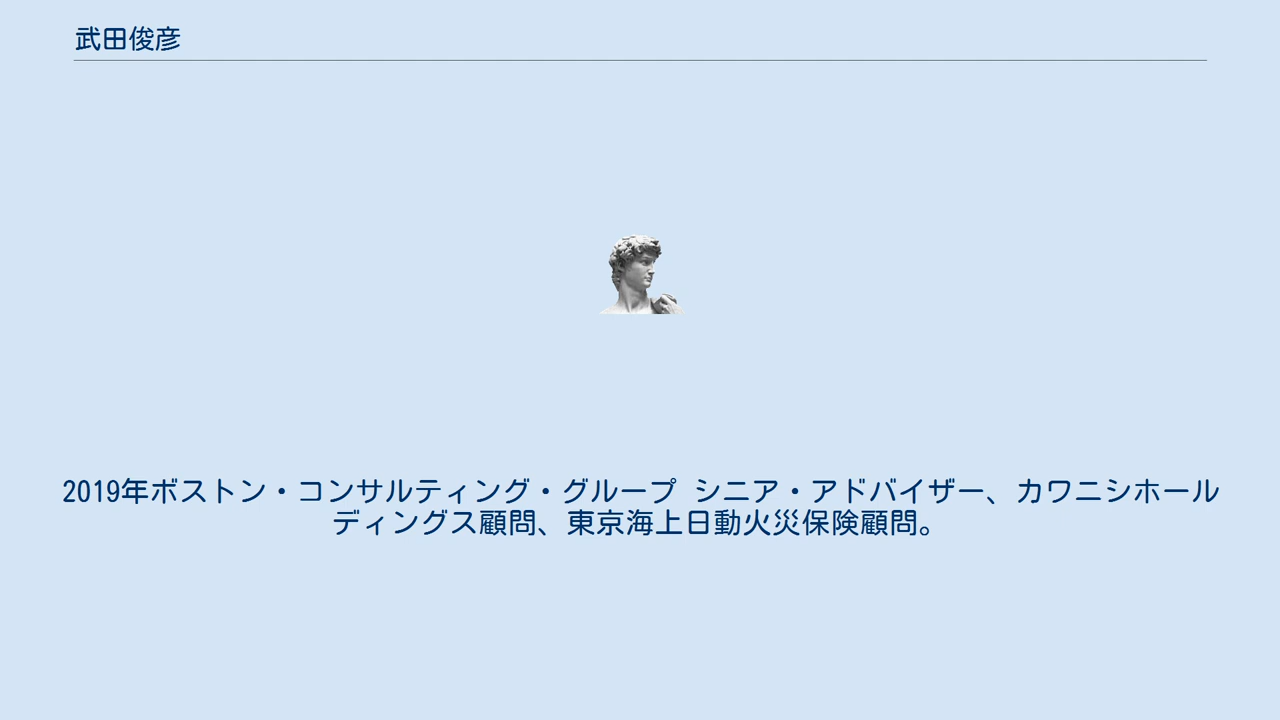 武田俊彦
2019年ボストン・コンサルティング・グループ シニア・アドバイザー、カワニシホール
ディングス顧問、東京海上日動火災保険顧問。